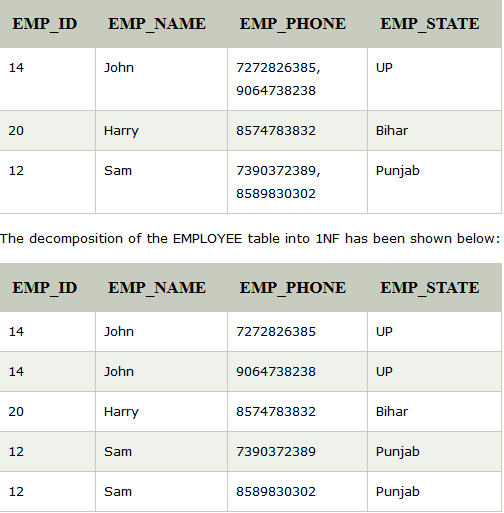 EMP_ID EMP_NAME EMP_PHONE EMP_STATE
14 John 7272826385, UP
9064738238
20 Harry 8574783832 Bihar
12 Sam 7390372389, Punjab
8589830302
The decomposition of the EMPLOYEE table into 1NF has been shown below:
EMP_ID EMP_NAME EMP_PHONE EMP_STATE
14 John 7272826385 UP
14 John 9064738238 UP
20 Harry 8574783832 Bihar
12 Sam 7390372389 Punjab
12 Sam 8589830302 Punjab